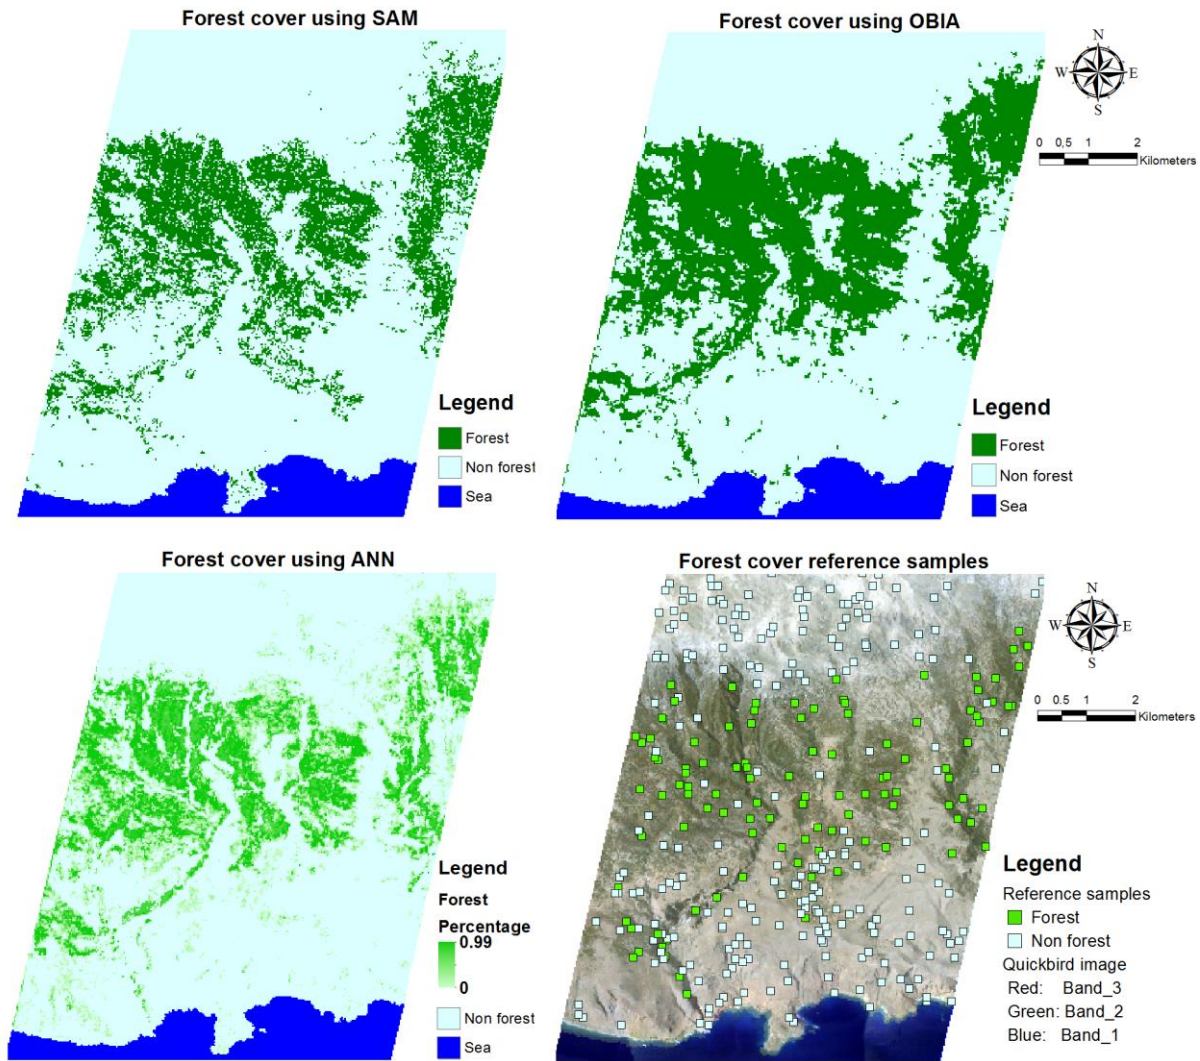 Forest cover using SAM
Forest cover using OBIA
N
W E
S
0 0,5 1 2
Kilometers
Legend
Forest
Non forest
Sea
Legend
Forest
Non forest
Sea
Forest cover using ANN
Forest cover reference samples
N
W E
S
0 0.5 1 2
Kilometers
Legend
Forest
Percentage
0.99
0
Non forest
Sea
Legend
Reference samples
Forest
Non forest
Quickbird image
Red: Band_3
Green: Band_2
Blue: Band_1